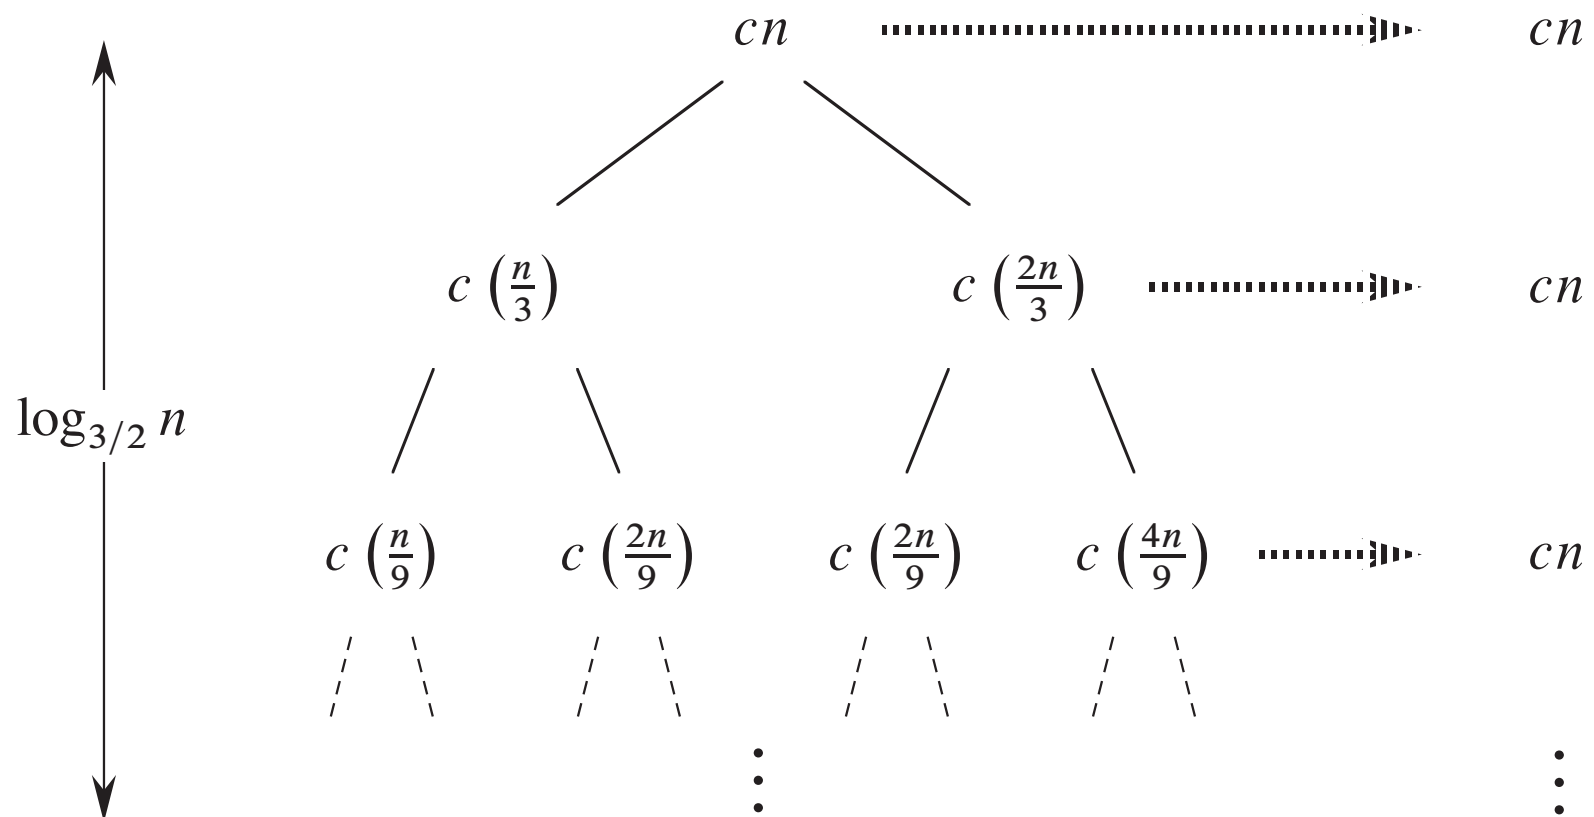 cn cn
c (n/3) c (2n/3) cn
log_{3/2} n
c (n/9) c (2n/9) c (2n/9) c (4n/9) cn